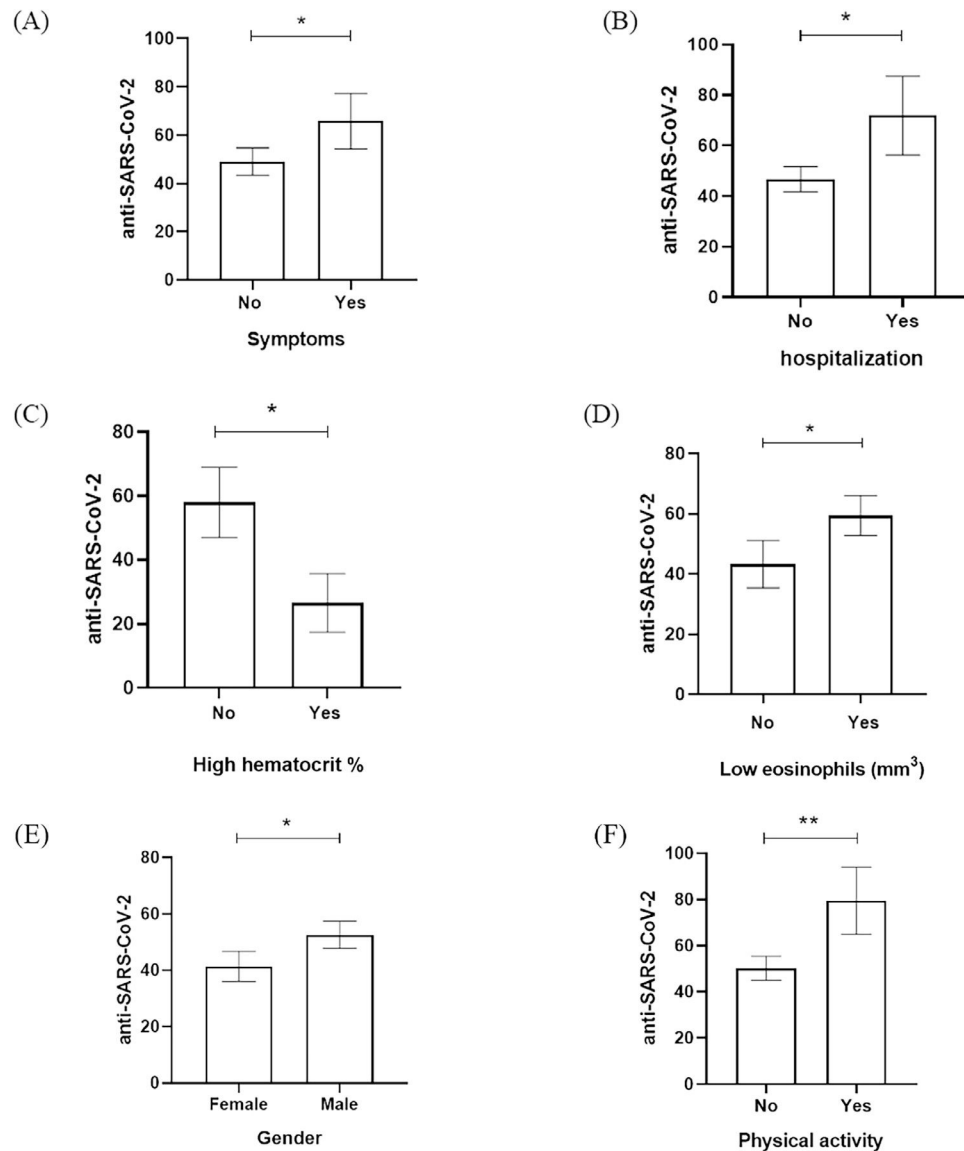 (A)
*
anti-SARS-CoV-2
100
80
60
40
20
0
No Yes
Symptoms
(B)
*
anti-SARS-CoV-2
100
80
60
40
20
0
No Yes
hospitalization
(C)
*
anti-SARS-CoV-2
80
60
40
20
0
No Yes
High hematocrit %
(D)
*
anti-SARS-CoV-2
80
60
40
20
0
No Yes
Low eosinophils (mm³)
(E)
*
anti-SARS-CoV-2
80
60
40
20
0
Female Male
Gender
(F)
**
anti-SARS-CoV-2
100
80
60
40
20
0
No Yes
Physical activity